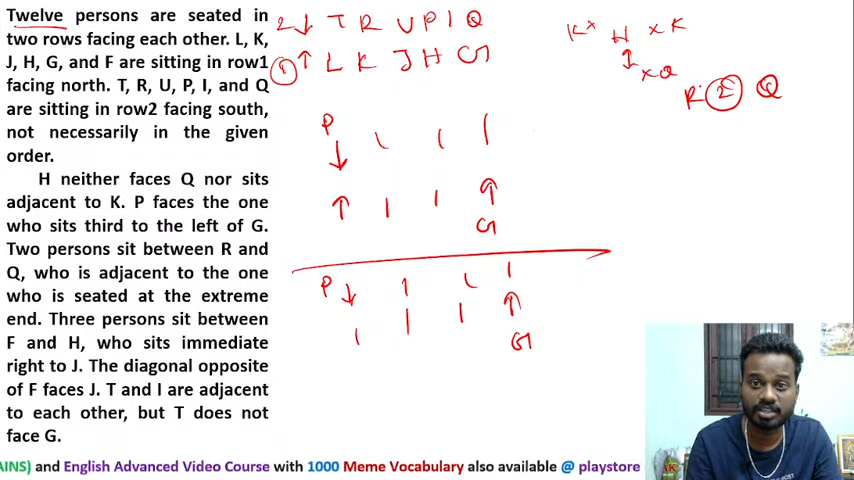 Twelve persons are seated in
two rows facing each other. L, K,
J, H, G, and F are sitting in row1
facing north. T, R, U, P, I, and Q
are sitting in row2 facing south,
not necessarily in the given
order.
H neither faces Q nor sits
adjacent to K. P faces the one
who sits third to the left of G.
Two persons sit between R and
Q, who is adjacent to the one
who is seated at the extreme
end. Three persons sit between
F and H, who sits immediate
right to J. The diagonal opposite
of F faces J. T and I are adjacent
to each other, but T does not
face G.
2 ↓ T R U P I Q
① ↑ L K J H G
K× H ×K
↕ ×Q
R ② Q
P
↓
↑ ↑
G
P ↓
↑
G
AINS) and English Advanced Video Course with 1000 Meme Vocabulary also available @ playstore